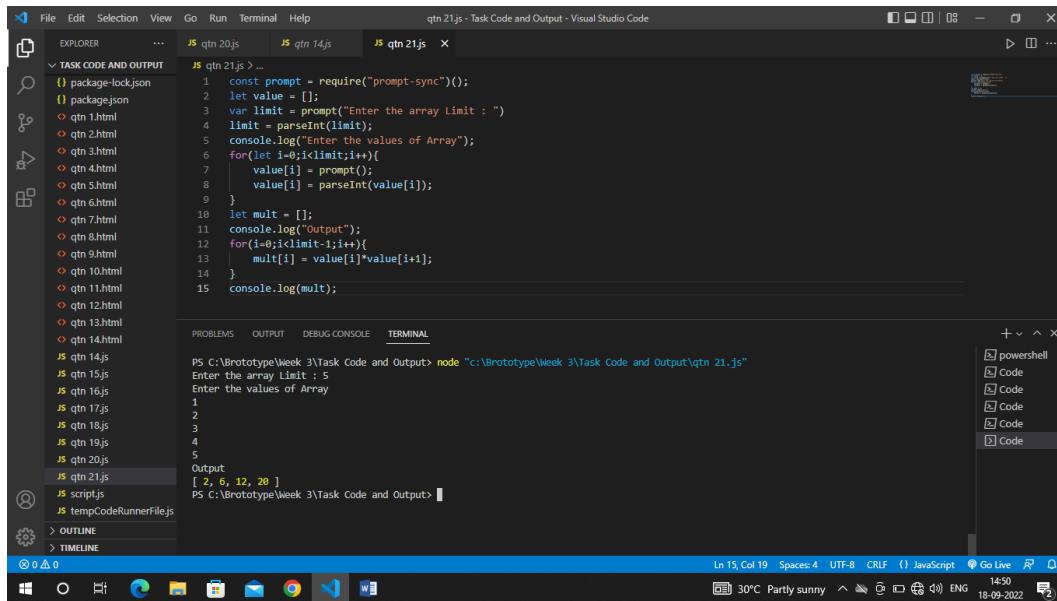 File Edit Selection View Go Run Terminal Help qtn 21.js - Task Code and Output - Visual Studio Code
EXPLORER
TASK CODE AND OUTPUT
{} package-lock.json
{} package.json
<> qtn 1.html
<> qtn 2.html
<> qtn 3.html
<> qtn 4.html
<> qtn 5.html
<> qtn 6.html
<> qtn 7.html
<> qtn 8.html
<> qtn 9.html
<> qtn 10.html
<> qtn 11.html
<> qtn 12.html
<> qtn 13.html
<> qtn 14.html
JS qtn 14.js
JS qtn 15.js
JS qtn 16.js
JS qtn 17.js
JS qtn 18.js
JS qtn 19.js
JS qtn 20.js
JS qtn 21.js
JS script.js
JS tempCodeRunnerFile.js
OUTLINE
TIMELINE
JS qtn 20.js JS qtn 14.js JS qtn 21.js
JS qtn 21.js > ...
1 const prompt = require("prompt-sync")();
2 let value = [];
3 var limit = prompt("Enter the array Limit : ")
4 limit = parseInt(limit);
5 console.log("Enter the values of Array");
6 for(let i=0;i<limit;i++){
7 value[i] = prompt();
8 value[i] = parseInt(value[i]);
9 }
10 let mult = [];
11 console.log("Output");
12 for(i=0;i<limit-1;i++){
13 mult[i] = value[i]*value[i+1];
14 }
15 console.log(mult);
PROBLEMS OUTPUT DEBUG CONSOLE TERMINAL
PS C:\Brototype\Week 3\Task Code and Output> node "c:\Brototype\Week 3\Task Code and Output\qtn 21.js"
Enter the array Limit : 5
Enter the values of Array
1
2
3
4
5
Output
[ 2, 6, 12, 20 ]
PS C:\Brototype\Week 3\Task Code and Output>
powershell
Code
Code
Code
Code
Code
0 0 Ln 15, Col 19 Spaces: 4 UTF-8 CRLF {} JavaScript Go Live
30°C Partly sunny ENG 14:50
18-09-2022 2